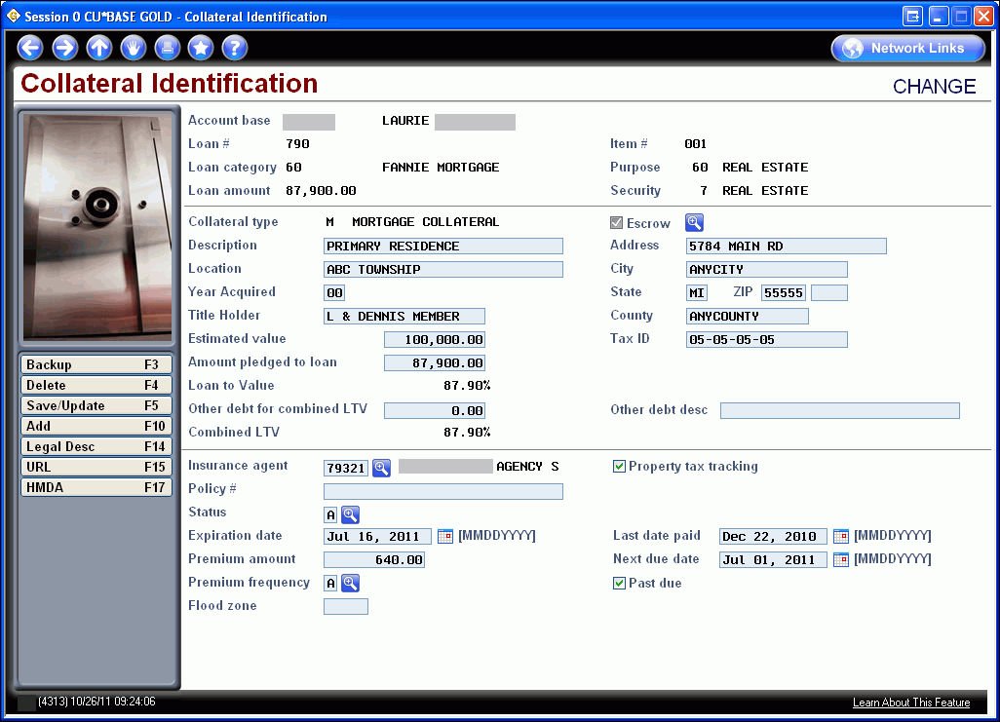 Session 0 CU*BASE GOLD - Collateral Identification
Network Links
Collateral Identification CHANGE
Account base LAURIE
Loan # 790 Item # 001
Loan category 60 FANNIE MORTGAGE Purpose 60 REAL ESTATE
Loan amount 87,900.00 Security 7 REAL ESTATE
Collateral type M MORTGAGE COLLATERAL Escrow
Description PRIMARY RESIDENCE Address 5784 MAIN RD
Location ABC TOWNSHIP City ANYCITY
Year Acquired 00 State MI ZIP 55555
Title Holder L & DENNIS MEMBER County ANYCOUNTY
Estimated value 100,000.00 Tax ID 05-05-05-05
Amount pledged to loan 87,900.00
Loan to Value 87.90%
Other debt for combined LTV 0.00 Other debt desc
Combined LTV 87.90%
Insurance agent 79321 AGENCY S Property tax tracking
Policy #
Status A
Expiration date Jul 16, 2011 [MMDDYYYY] Last date paid Dec 22, 2010 [MMDDYYYY]
Premium amount 640.00 Next due date Jul 01, 2011 [MMDDYYYY]
Premium frequency A Past due
Flood zone
Backup F3
Delete F4
Save/Update F5
Add F10
Legal Desc F14
URL F15
HMDA F17
(4313) 10/26/11 09:24:06 Learn About This Feature